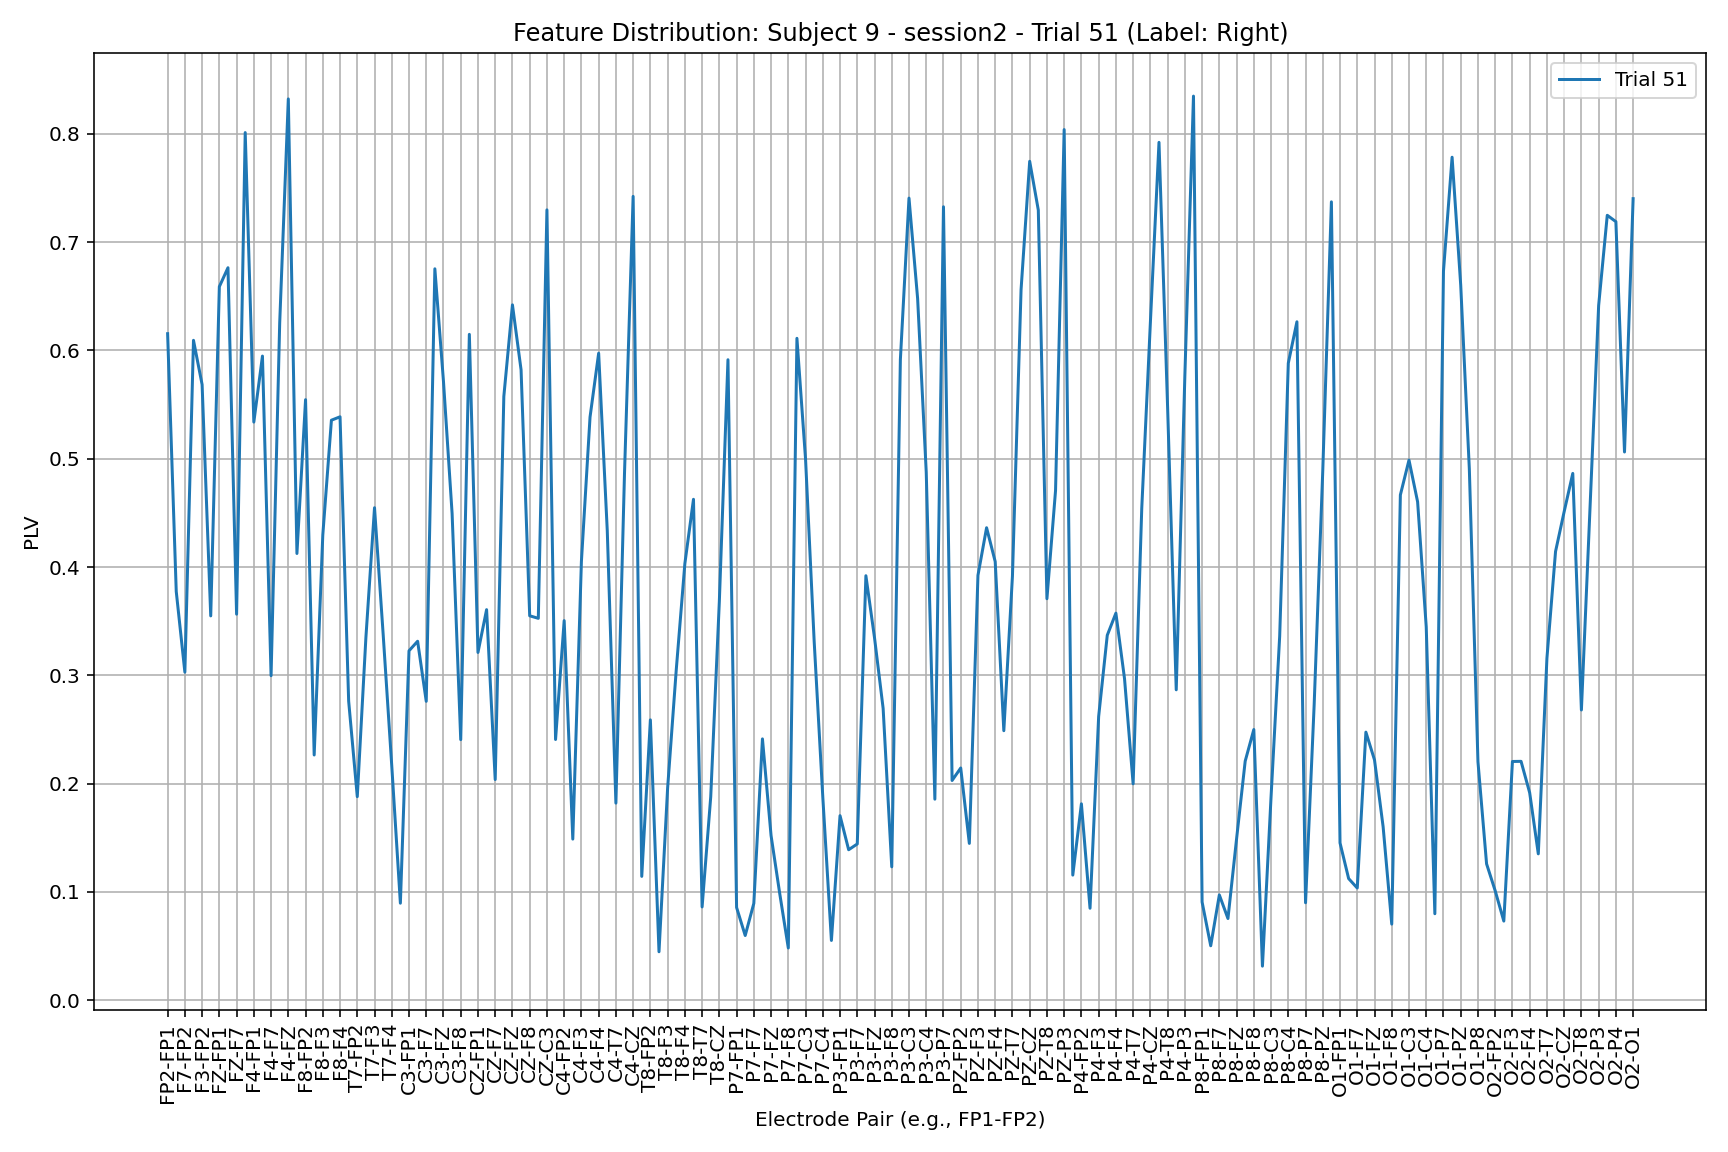 Feature Distribution: Subject 9 - session2 - Trial 51 (Label: Right)
Trial 51
PLV
0.8
0.7
0.6
0.5
0.4
0.3
0.2
0.1
0.0
FP2-FP1
F7-FP2
F3-FP2
FZ-FP1
FZ-F7
F4-FP1
F4-F7
F4-FZ
F8-FP2
F8-F3
F8-F4
T7-FP2
T7-F3
T7-F4
C3-FP1
C3-F7
C3-FZ
C3-F8
CZ-FP1
CZ-F7
CZ-FZ
CZ-F8
CZ-C3
C4-FP2
C4-F3
C4-F4
C4-T7
C4-CZ
T8-FP2
T8-F3
T8-F4
T8-T7
T8-CZ
P7-FP1
P7-F7
P7-FZ
P7-F8
P7-C3
P7-C4
P3-FP1
P3-F7
P3-FZ
P3-F8
P3-C3
P3-C4
P3-P7
PZ-FP2
PZ-F3
PZ-F4
PZ-T7
PZ-CZ
PZ-T8
PZ-P3
P4-FP2
P4-F3
P4-F4
P4-T7
P4-CZ
P4-T8
P4-P3
P8-FP1
P8-F7
P8-FZ
P8-F8
P8-C3
P8-C4
P8-P7
P8-PZ
O1-FP1
O1-F7
O1-FZ
O1-F8
O1-C3
O1-C4
O1-P7
O1-PZ
O1-P8
O2-FP2
O2-F3
O2-F4
O2-T7
O2-CZ
O2-T8
O2-P3
O2-P4
O2-O1
Electrode Pair (e.g., FP1-FP2)